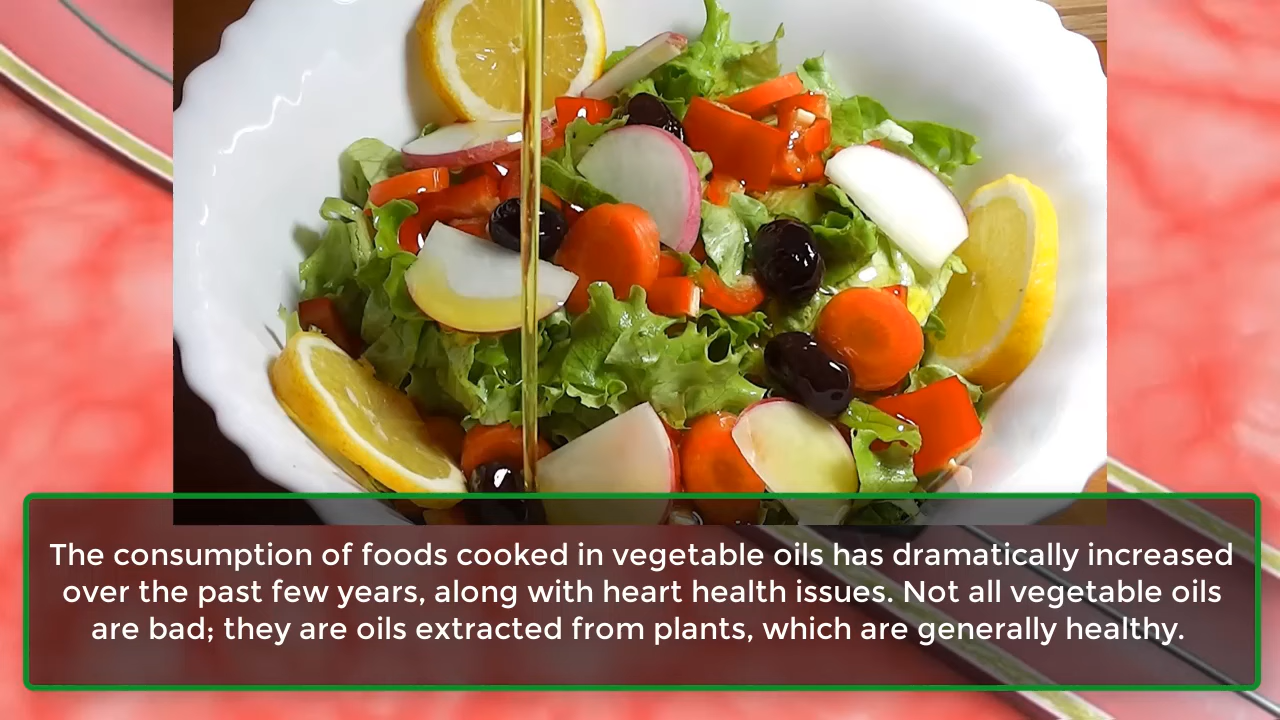 The consumption of foods cooked in vegetable oils has dramatically increased
over the past few years, along with heart health issues. Not all vegetable oils
are bad; they are oils extracted from plants, which are generally healthy.